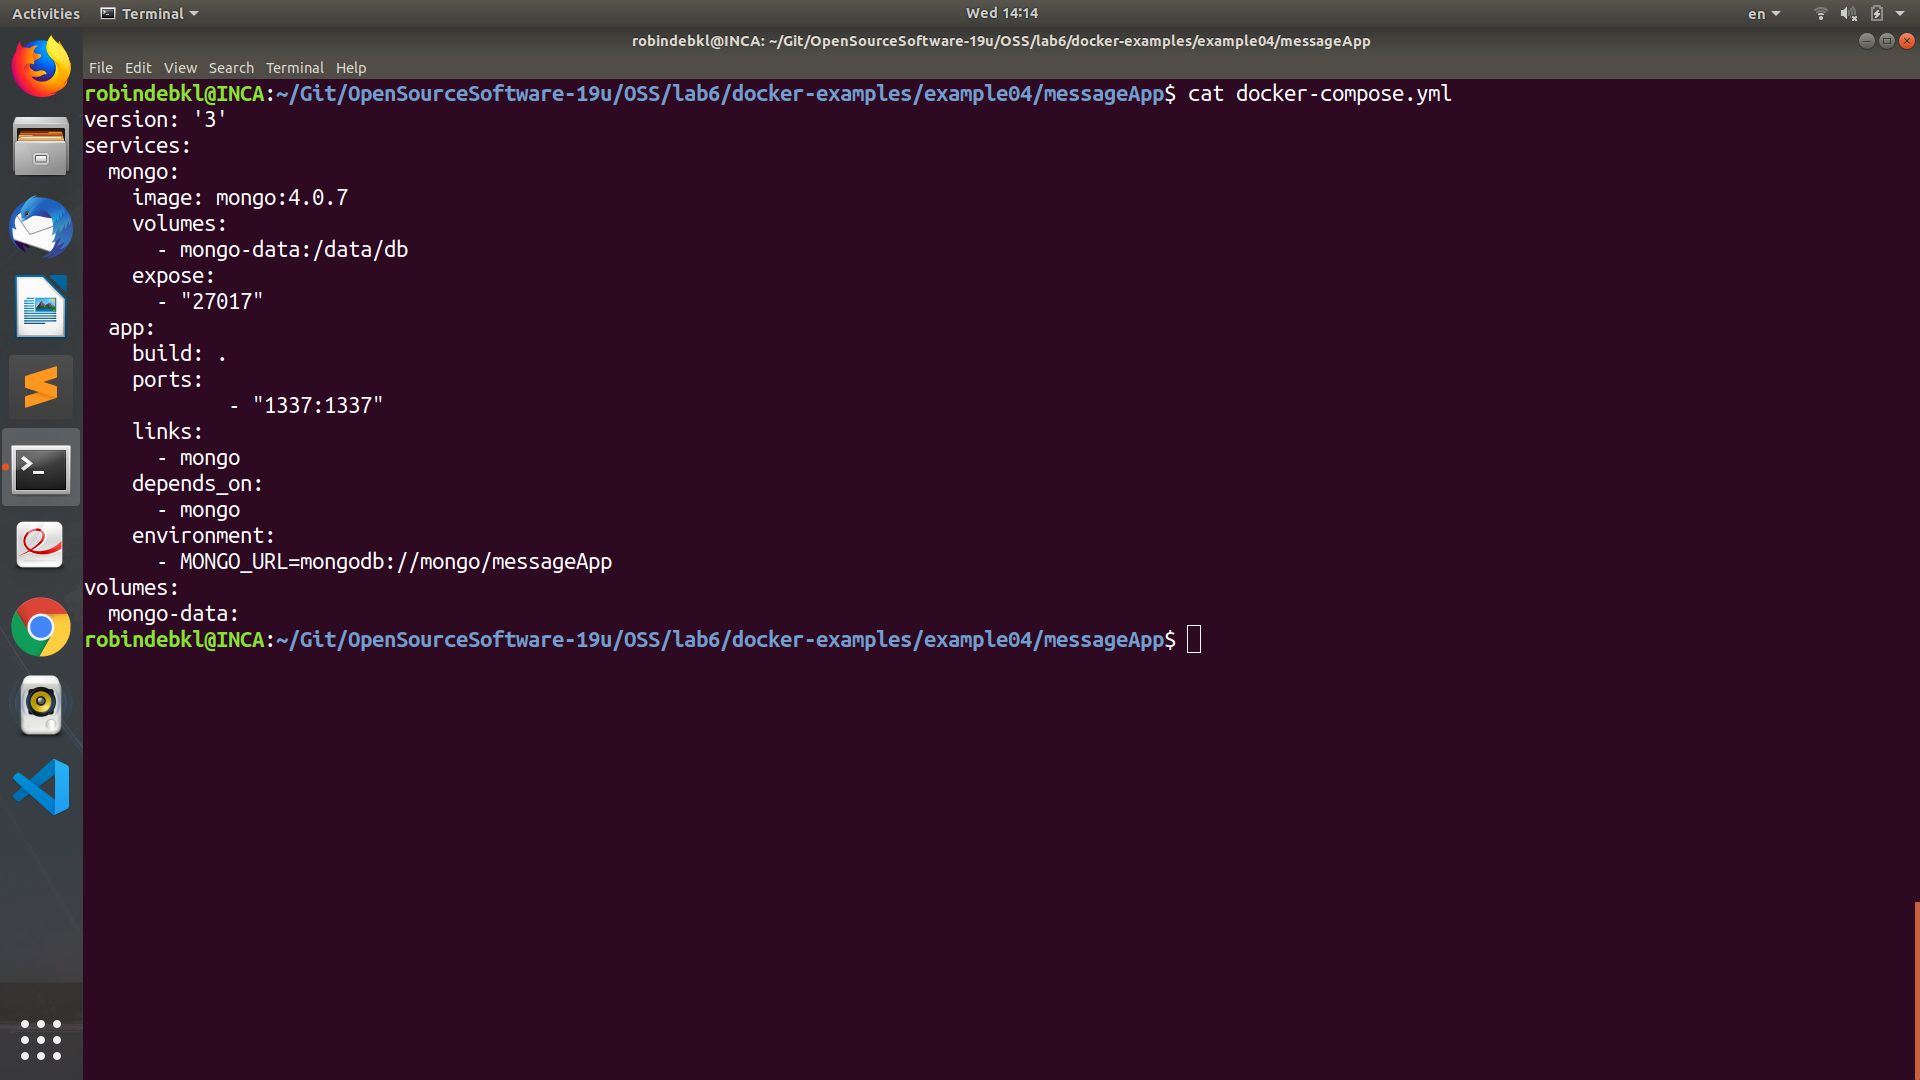 Activities Terminal Wed 14:14 en
robindebkl@INCA: ~/Git/OpenSourceSoftware-19u/OSS/lab6/docker-examples/example04/messageApp
File Edit View Search Terminal Help
robindebkl@INCA:~/Git/OpenSourceSoftware-19u/OSS/lab6/docker-examples/example04/messageApp$ cat docker-compose.yml
version: '3'
services:
  mongo:
    image: mongo:4.0.7
    volumes:
      - mongo-data:/data/db
    expose:
      - "27017"
  app:
    build: .
    ports:
            - "1337:1337"
    links:
      - mongo
    depends_on:
      - mongo
    environment:
      - MONGO_URL=mongodb://mongo/messageApp
volumes:
  mongo-data:
robindebkl@INCA:~/Git/OpenSourceSoftware-19u/OSS/lab6/docker-examples/example04/messageApp$